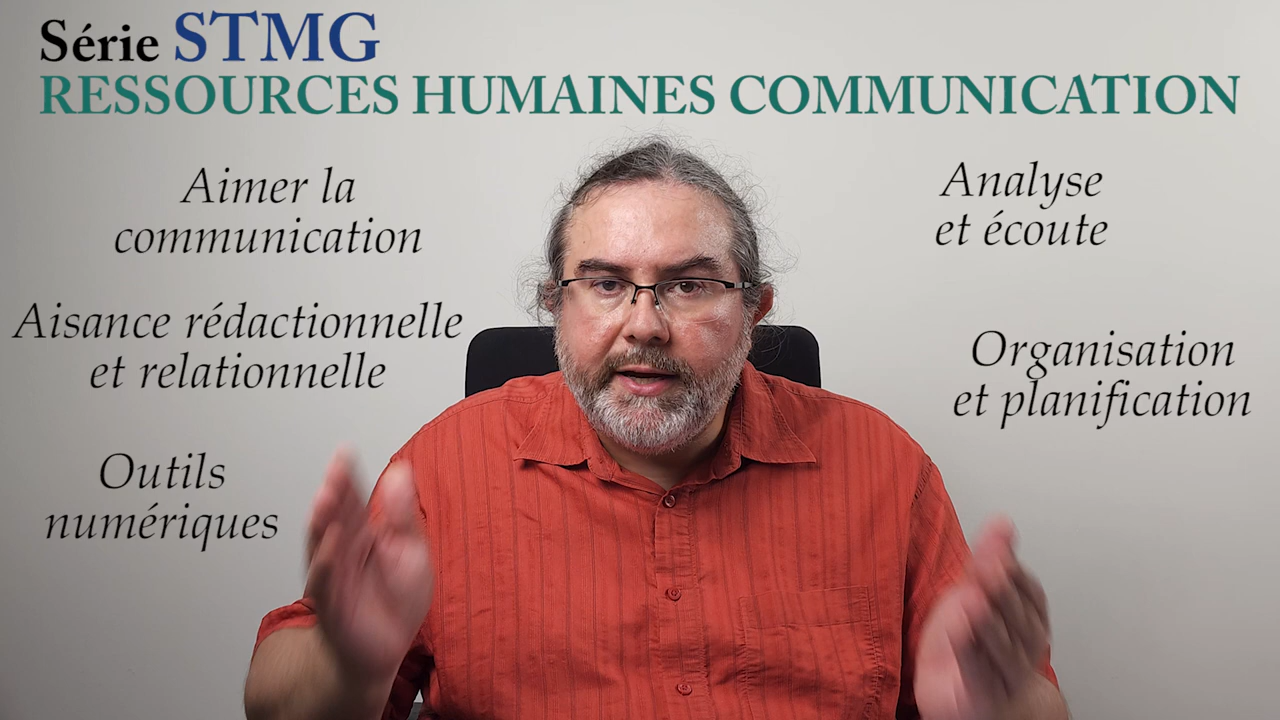 Série STMG
RESSOURCES HUMAINES COMMUNICATION
Aimer la
communication
Aisance rédactionnelle
et relationnelle
Outils
numériques
Analyse
et écoute
Organisation
et planification